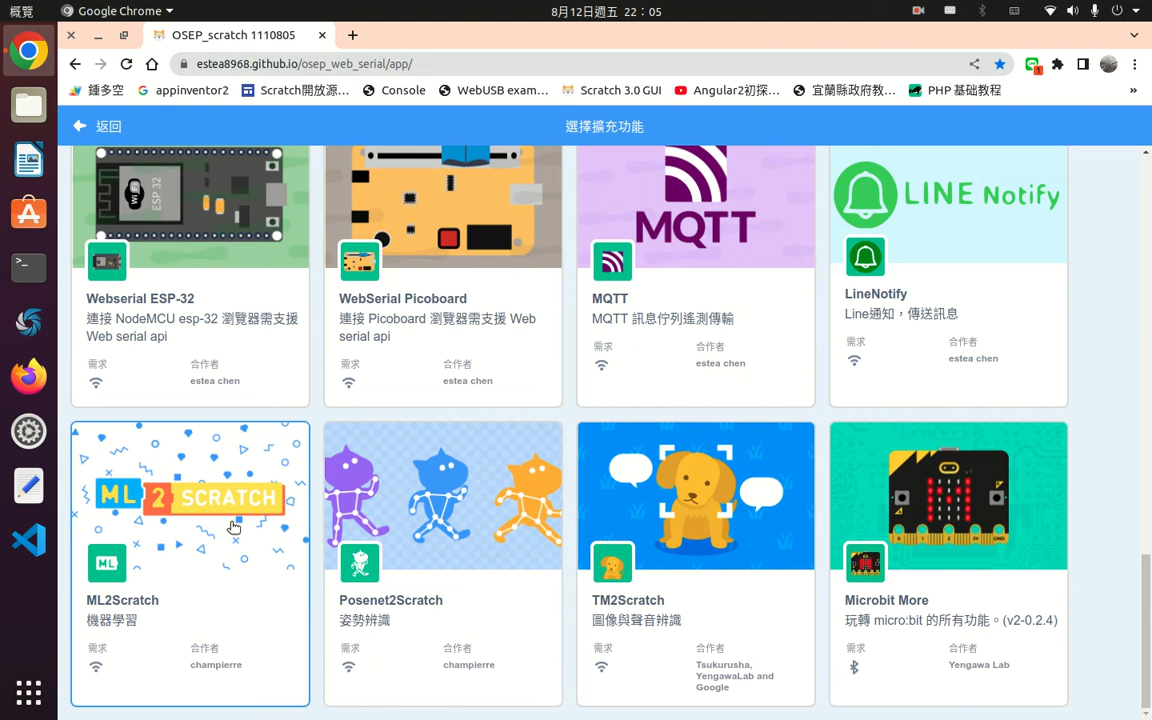 概覽
Google Chrome
8月12日週五 22：05
OSEP_scratch 1110805
estea8968.github.io/osep_web_serial/app/
鍾多空
appinventor2
Scratch開放源…
Console
WebUSB exam…
Scratch 3.0 GUI
Angular2初探…
宜蘭縣政府教…
PHP 基础教程
»
返回
選擇擴充功能
WiFi
ESP 32
MQTT
LINE Notify
Webserial ESP-32
連接 NodeMCU esp-32 瀏覽器需支援
Web serial api
需求
合作者
estea chen
WebSerial Picoboard
連接 Picoboard 瀏覽器需支援 Web
serial api
需求
合作者
estea chen
MQTT
MQTT 訊息佇列遙測傳輸
需求
合作者
estea chen
LineNotify
Line通知，傳送訊息
需求
合作者
estea chen
ML 2 SCRATCH
ML
ML2Scratch
機器學習
需求
合作者
champierre
Posenet2Scratch
姿勢辨識
需求
合作者
champierre
TM2Scratch
圖像與聲音辨識
需求
合作者
Tsukurusha,
YengawaLab and
Google
Microbit More
玩轉 micro:bit 的所有功能。(v2-0.2.4)
需求
合作者
Yengawa Lab